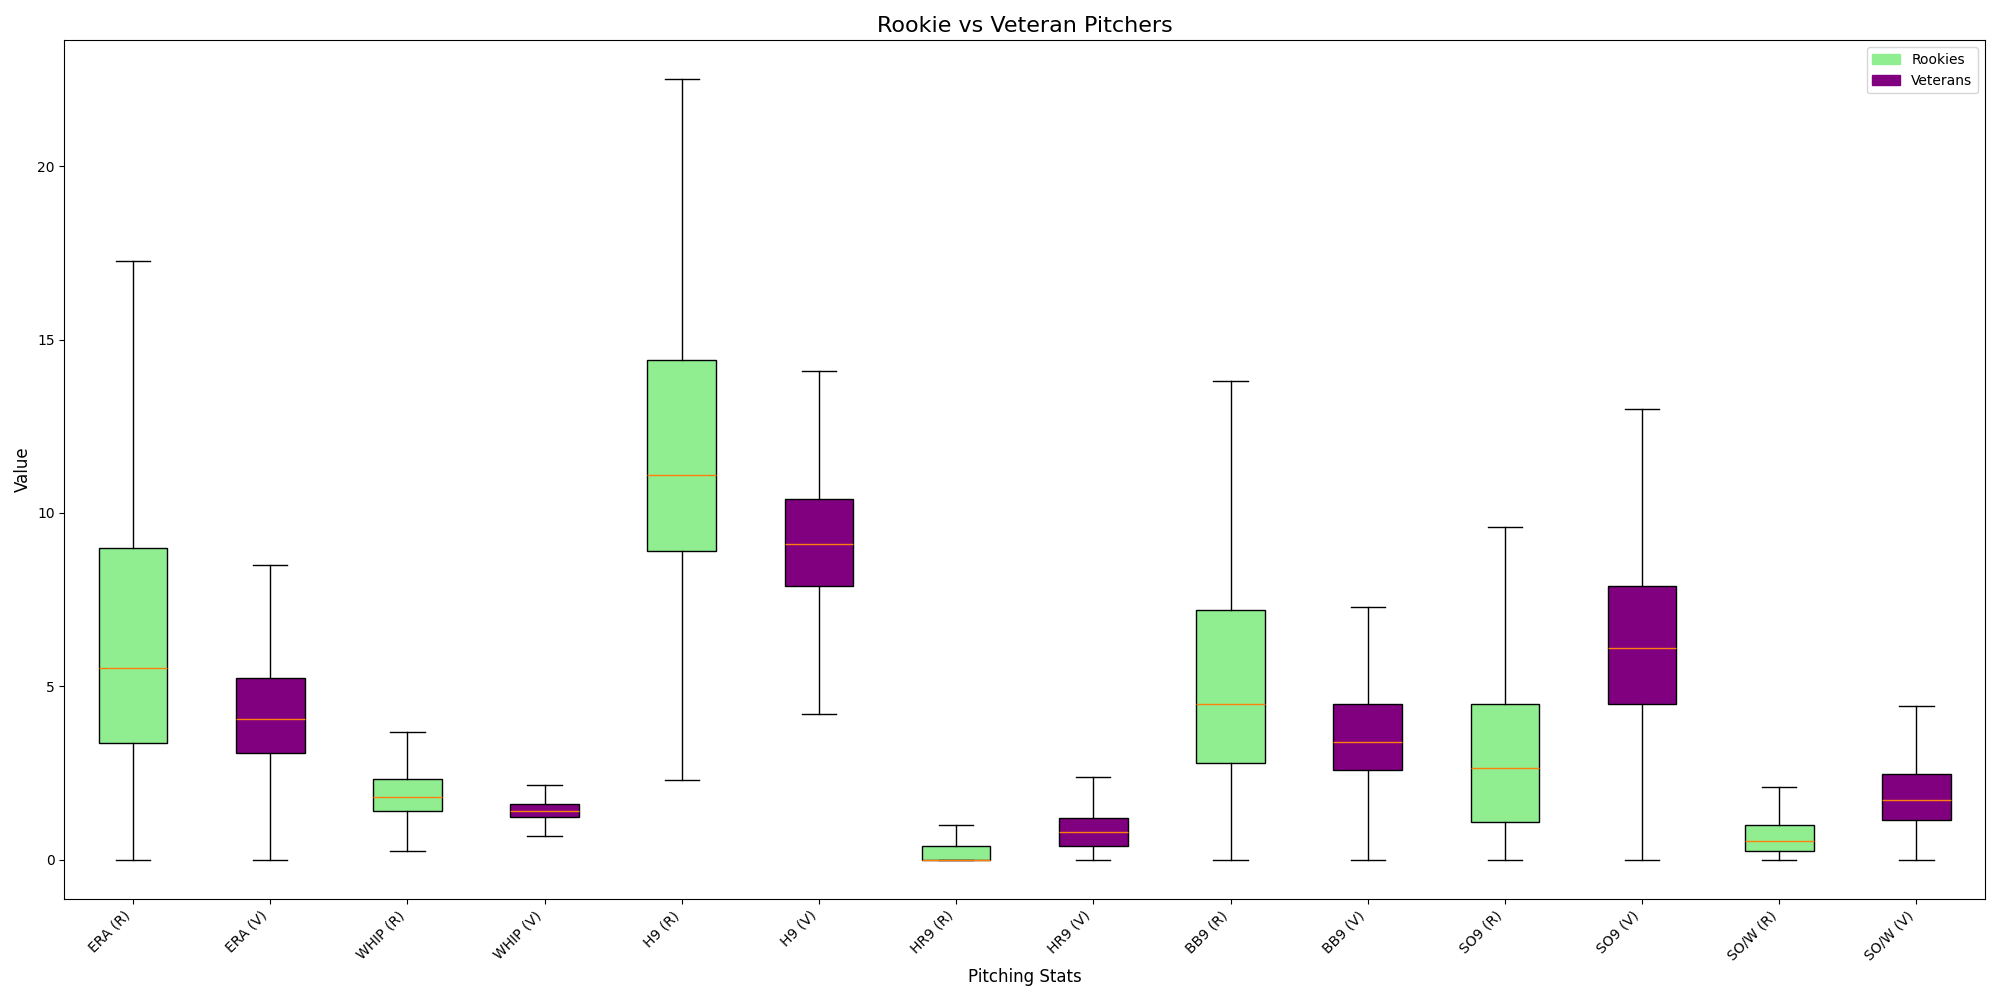 Rookie vs Veteran Pitchers
Rookies
Veterans
Value
20
15
10
5
0
ERA (R)
ERA (V)
WHIP (R)
WHIP (V)
H9 (R)
H9 (V)
HR9 (R)
HR9 (V)
BB9 (R)
BB9 (V)
SO9 (R)
SO9 (V)
SO/W (R)
SO/W (V)
Pitching Stats